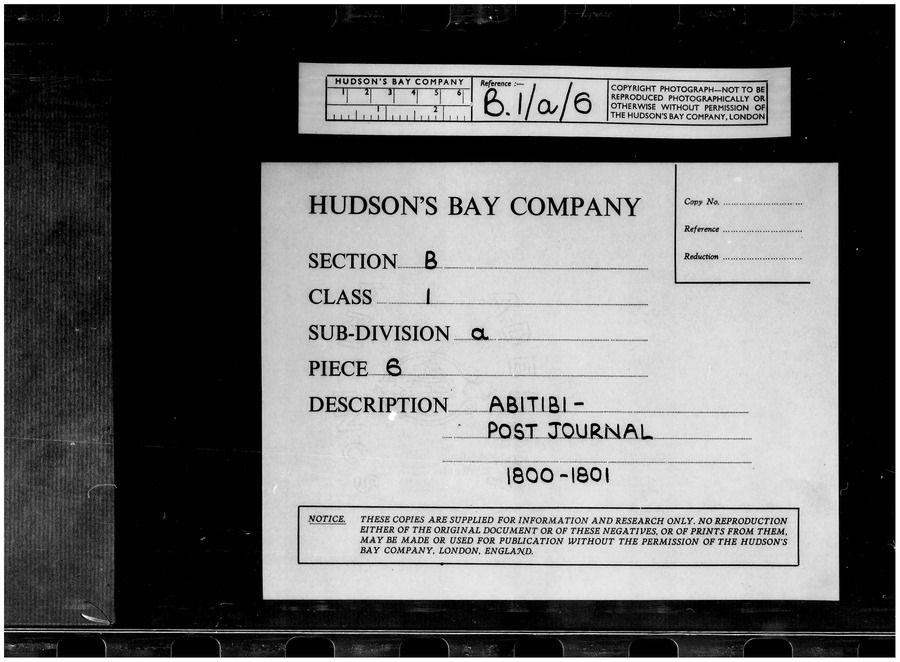 HUDSON'S BAY COMPANY
1 2 3 4 5 6
1 2
Reference :—
B.1/a/6
COPYRIGHT PHOTOGRAPH—NOT TO BE
REPRODUCED PHOTOGRAPHICALLY OR
OTHERWISE WITHOUT PERMISSION OF
THE HUDSON'S BAY COMPANY, LONDON
HUDSON'S BAY COMPANY
Copy No.
Reference
Reduction
SECTION B
CLASS 1
SUB-DIVISION a
PIECE 6
DESCRIPTION ABITIBI -
POST JOURNAL
1800-1801
NOTICE. THESE COPIES ARE SUPPLIED FOR INFORMATION AND RESEARCH ONLY. NO REPRODUCTION
EITHER OF THE ORIGINAL DOCUMENT OR OF THESE NEGATIVES, OR OF PRINTS FROM THEM,
MAY BE MADE OR USED FOR PUBLICATION WITHOUT THE PERMISSION OF THE HUDSON'S
BAY COMPANY, LONDON, ENGLAND.